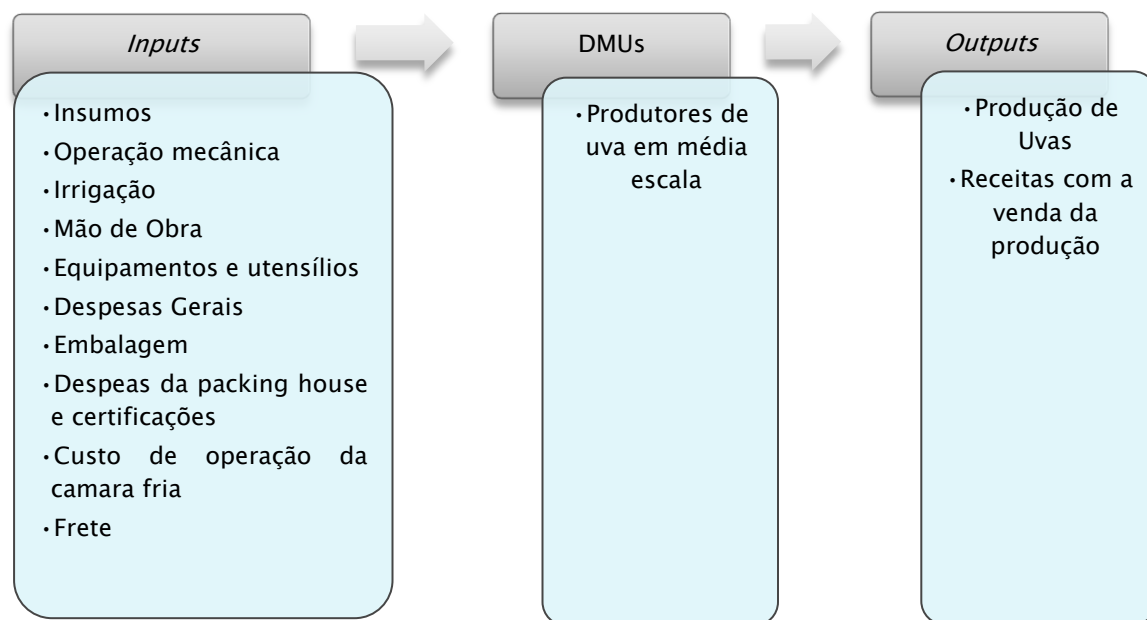 Inputs
DMUs
Outputs
•Insumos
•Operação mecânica
•Irrigação
•Mão de Obra
•Equipamentos e utensílios
•Despesas Gerais
•Embalagem
•Despeas da packing house
e certificações
•Custo de operação da
camara fria
•Frete
•Produtores de
uva em média
escala
•Produção de
Uvas
•Receitas com a
venda da
produção